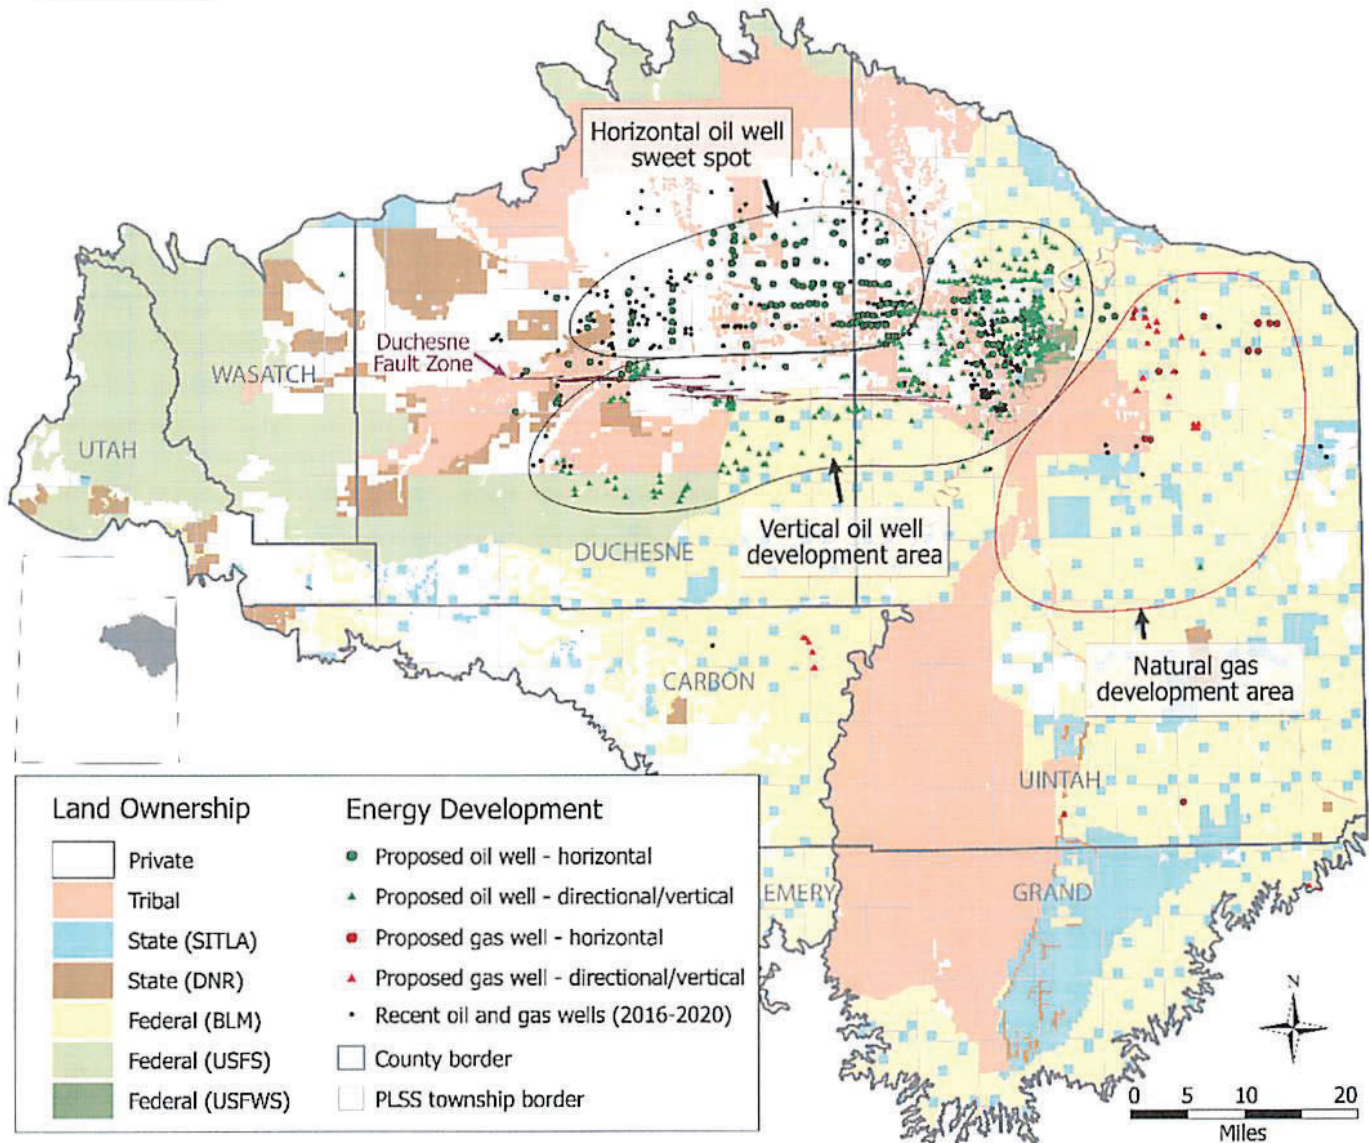 Horizontal oil well
sweet spot
Duchesne
Fault Zone
WASATCH
UTAH
DUCHESNE
Vertical oil well
development area
Natural gas
development area
CARBON
UINTAH
EMERY
GRAND
Land Ownership
Private
Tribal
State (SITLA)
State (DNR)
Federal (BLM)
Federal (USFS)
Federal (USFWS)
Energy Development
Proposed oil well - horizontal
Proposed oil well - directional/vertical
Proposed gas well - horizontal
Proposed gas well - directional/vertical
Recent oil and gas wells (2016-2020)
County border
PLSS township border
N
0 5 10 20
Miles